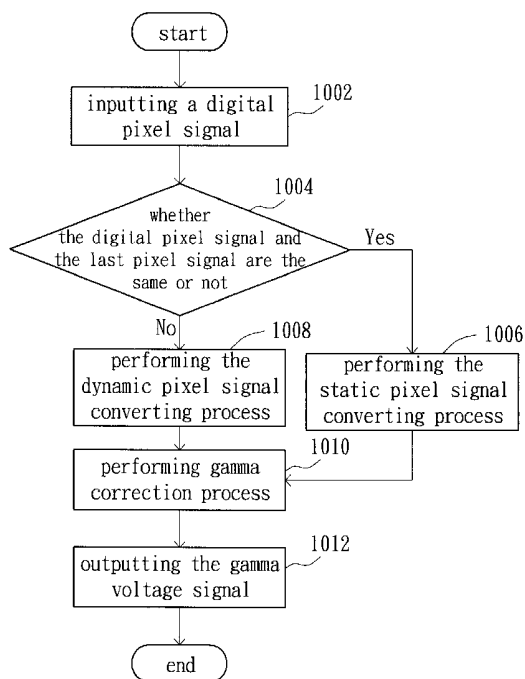 start
1002
inputting a digital
pixel signal
1004
whether
the digital pixel signal and
the last pixel signal are the
same or not
Yes
No
1008
performing the
dynamic pixel signal
converting process
1006
performing the
static pixel signal
converting process
1010
performing gamma
correction process
1012
outputting the gamma
voltage signal
end